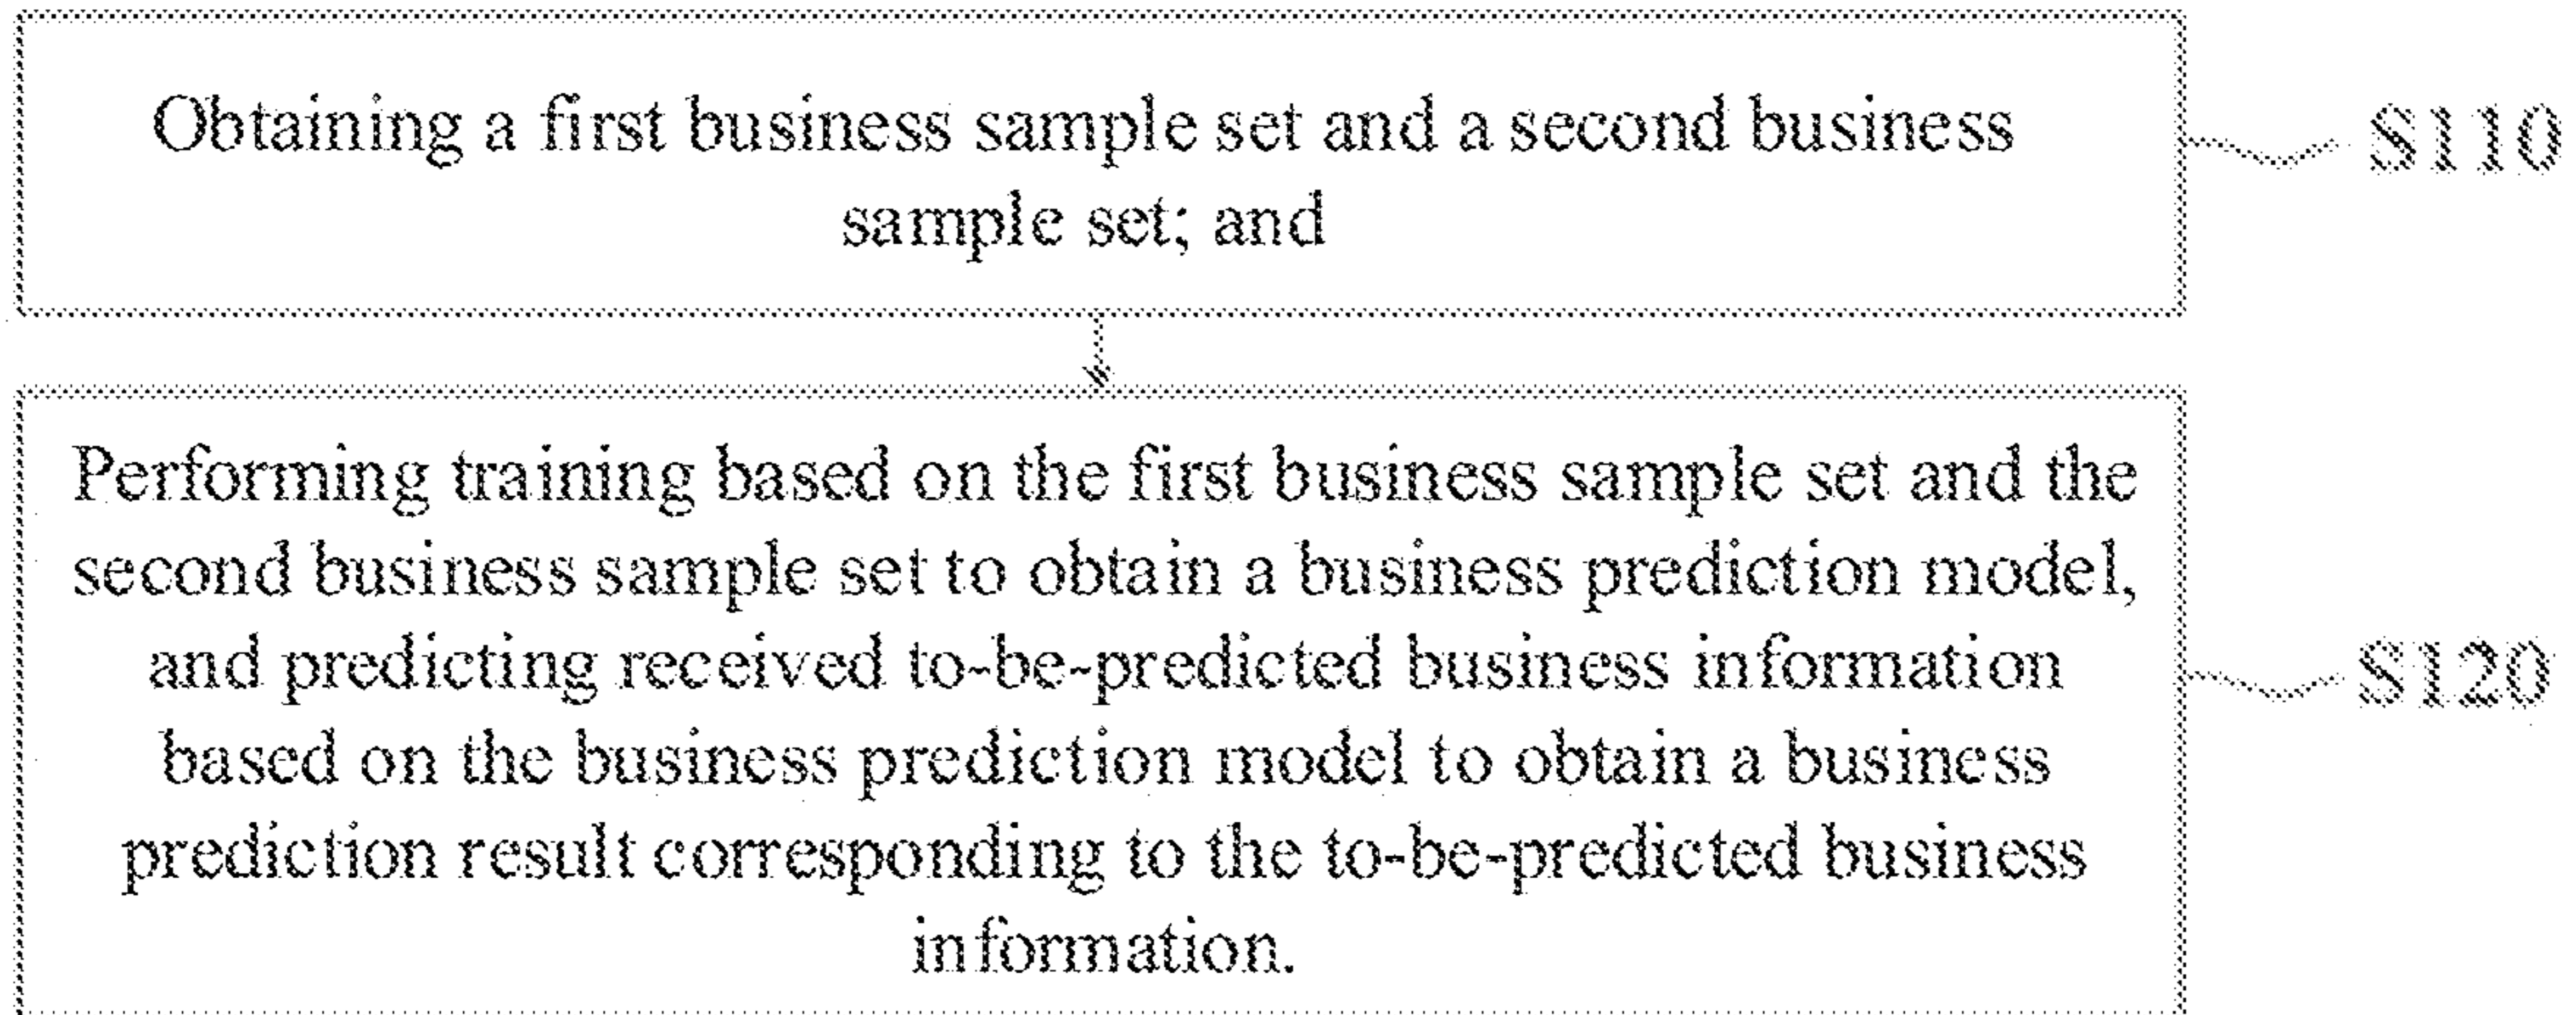 Obtaining a first business sample set and a second business
sample set; and
S110
Performing training based on the first business sample set and the
second business sample set to obtain a business prediction model,
and predicting received to-be-predicted business information
based on the business prediction model to obtain a business
prediction result corresponding to the to-be-predicted business
information.
S120